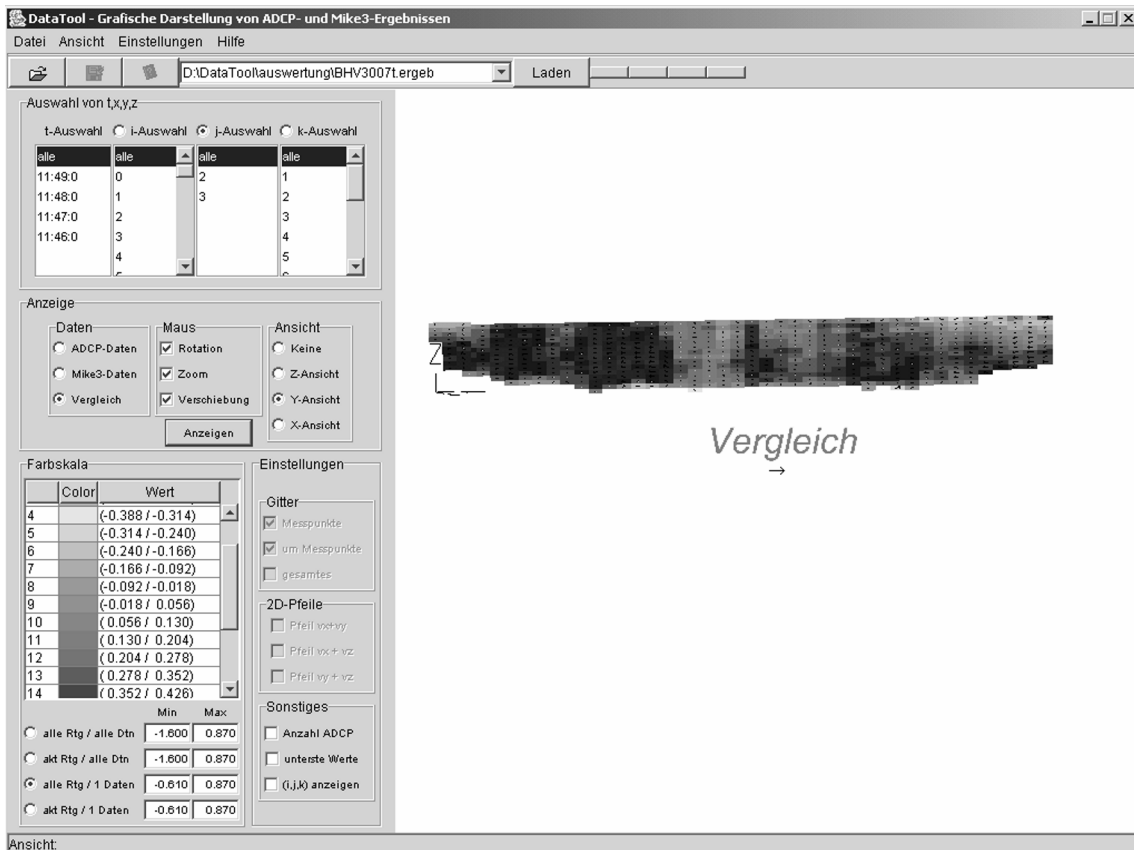 DataTool - Grafische Darstellung von ADCP- und Mike3-Ergebnissen
Datei Ansicht Einstellungen Hilfe
D:\DataTool\auswertung\BHV3007t.ergeb Laden
Auswahl von t,x,y,z
t-Auswahl i-Auswahl j-Auswahl k-Auswahl
alle alle alle alle
11:49:0 0 2 1
11:48:0 1 3 2
11:47:0 2 3
11:46:0 3 4
4 5
Anzeige
Daten Maus Ansicht
ADCP-Daten Rotation Keine
Mike3-Daten Zoom Z-Ansicht
Vergleich Verschiebung Y-Ansicht
Anzeigen X-Ansicht
Z
Vergleich
→
Farbskala Einstellungen
Color Wert
4 (-0.388 / -0.314)
5 (-0.314 / -0.240)
6 (-0.240 / -0.166)
7 (-0.166 / -0.092)
8 (-0.092 / -0.018)
9 (-0.018 / 0.056)
10 ( 0.056 / 0.130)
11 ( 0.130 / 0.204)
12 ( 0.204 / 0.278)
13 ( 0.278 / 0.352)
14 ( 0.352 / 0.426)
Gitter
Messpunkte
um Messpunkte
gesamtes
2D-Pfeile
Pfeil vx+vy
Pfeil vx + vz
Pfeil vy + vz
Min Max
alle Rtg / alle Dtn -1.600 0.870
akt Rtg / alle Dtn -1.600 0.870
alle Rtg / 1 Daten -0.610 0.870
akt Rtg / 1 Daten -0.610 0.870
Sonstiges
Anzahl ADCP
unterste Werte
(i,j,k) anzeigen
Ansicht: